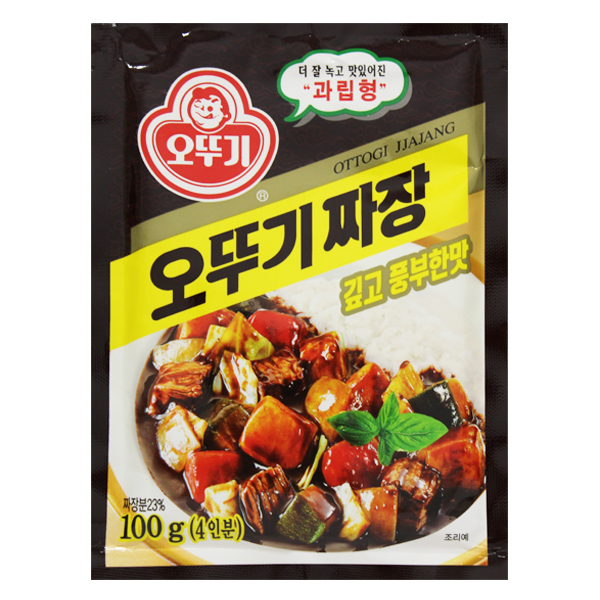 더 잘 녹고 맛있어진
“과립형”
오뚜기
®
OTTOGI JJAJANG
오뚜기 짜장
깊고 풍부한맛
짜장분23%
100 g (4인분)
조리예